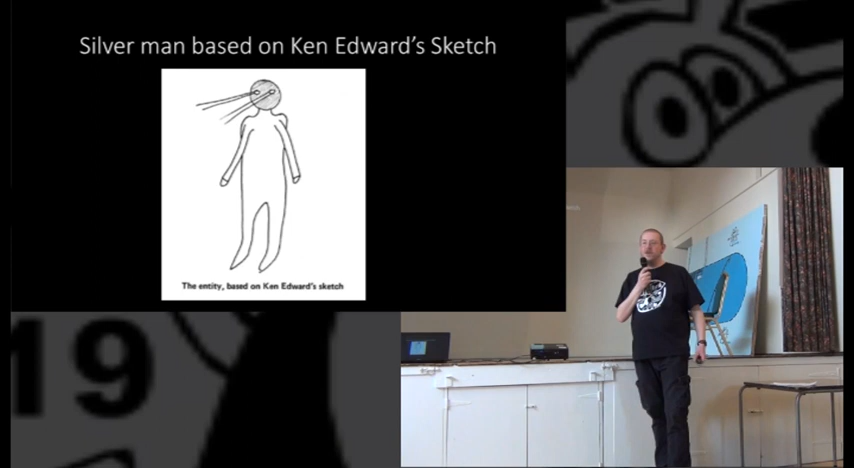 Silver man based on Ken Edward's Sketch
The entity, based on Ken Edward's sketch
19